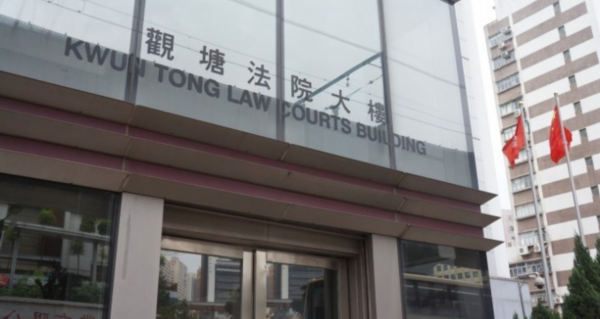 觀塘法院大樓
KWUN TONG LAW COURTS BUILDING